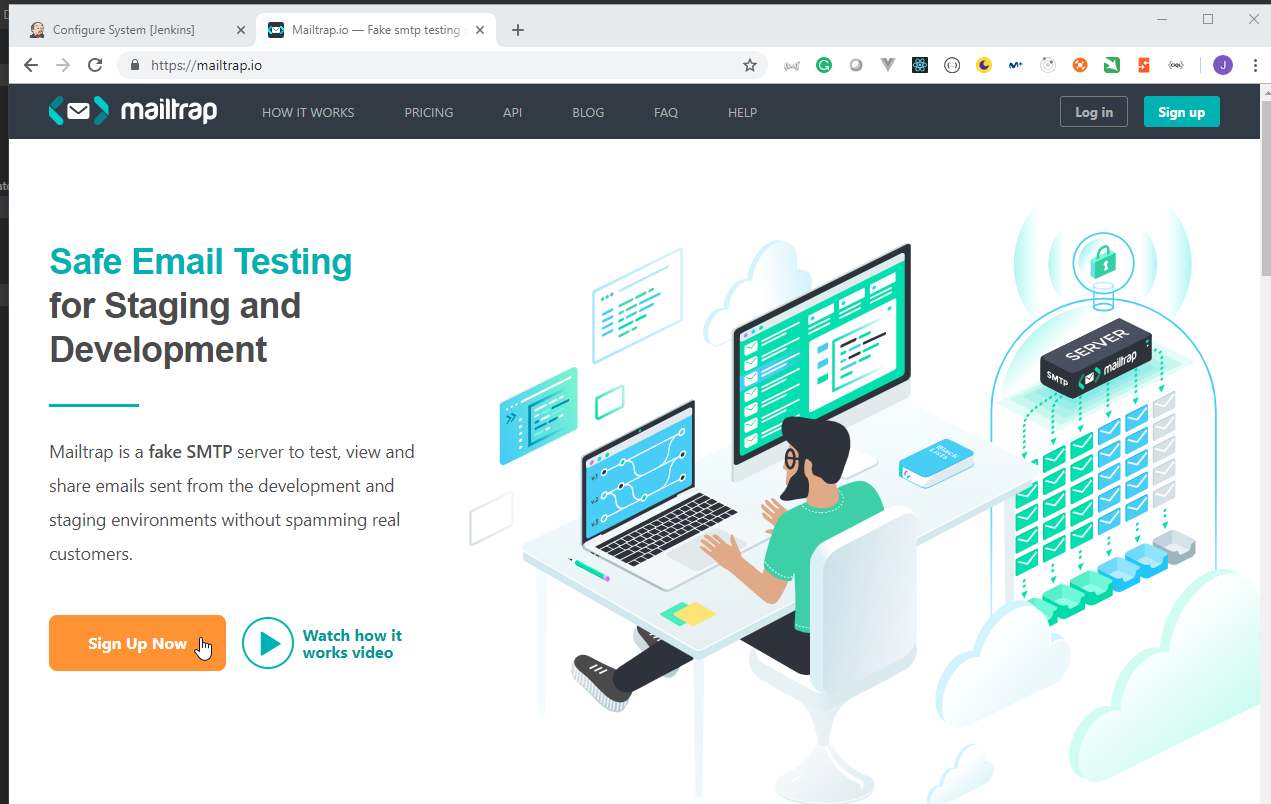 Configure System [Jenkins]
Mailtrap.io — Fake smtp testing
https://mailtrap.io
J
mailtrap
HOW IT WORKS
PRICING
API
BLOG
FAQ
HELP
Log in
Sign up
Safe Email Testing
for Staging and
Development
Mailtrap is a fake SMTP server to test, view and
share emails sent from the development and
staging environments without spamming real
customers.
Sign Up Now
Watch how it
works video
SERVER
SMTP
mailtrap
Black
Lists
v.1
v.2
v.3